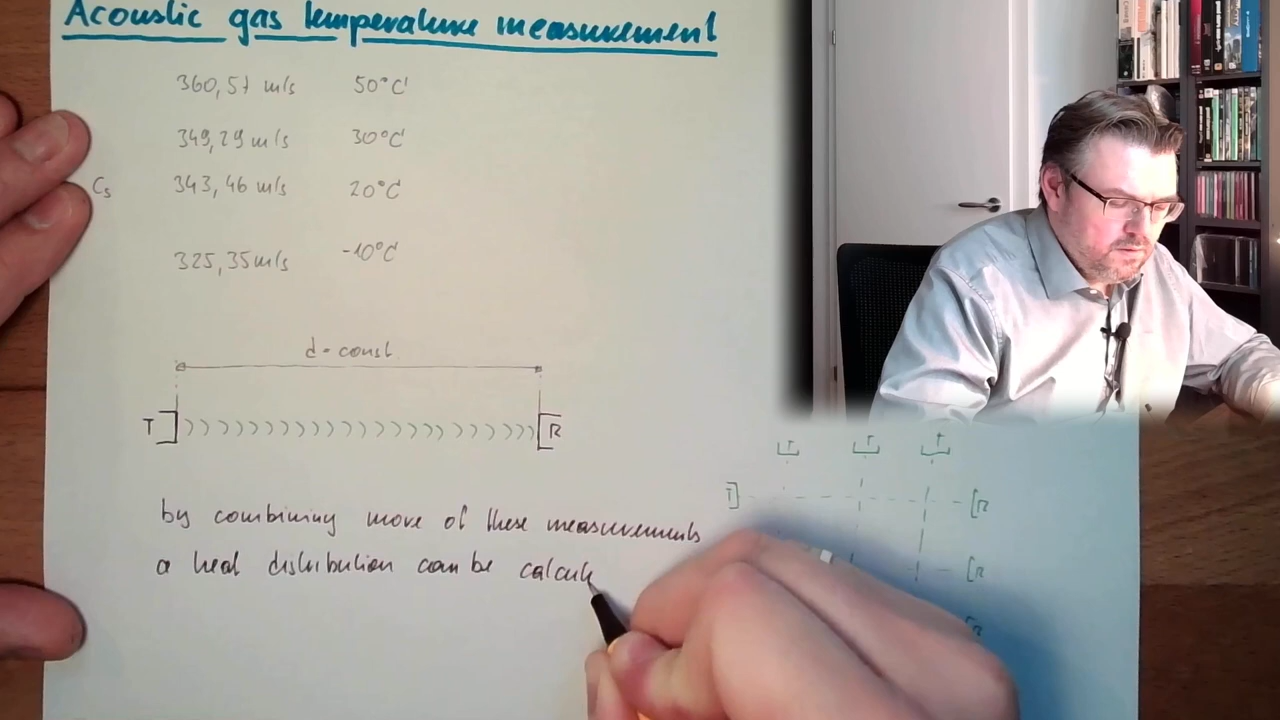 Acoustic gas temperature measurement
360,57 m/s 50°C
349,29 m/s 30°C
Cs 343,46 m/s 20°C
325,35 m/s -10°C
d = const
T R
by combining more of these measurements
a heat distribution can be calcul
T T T
T R
R
R